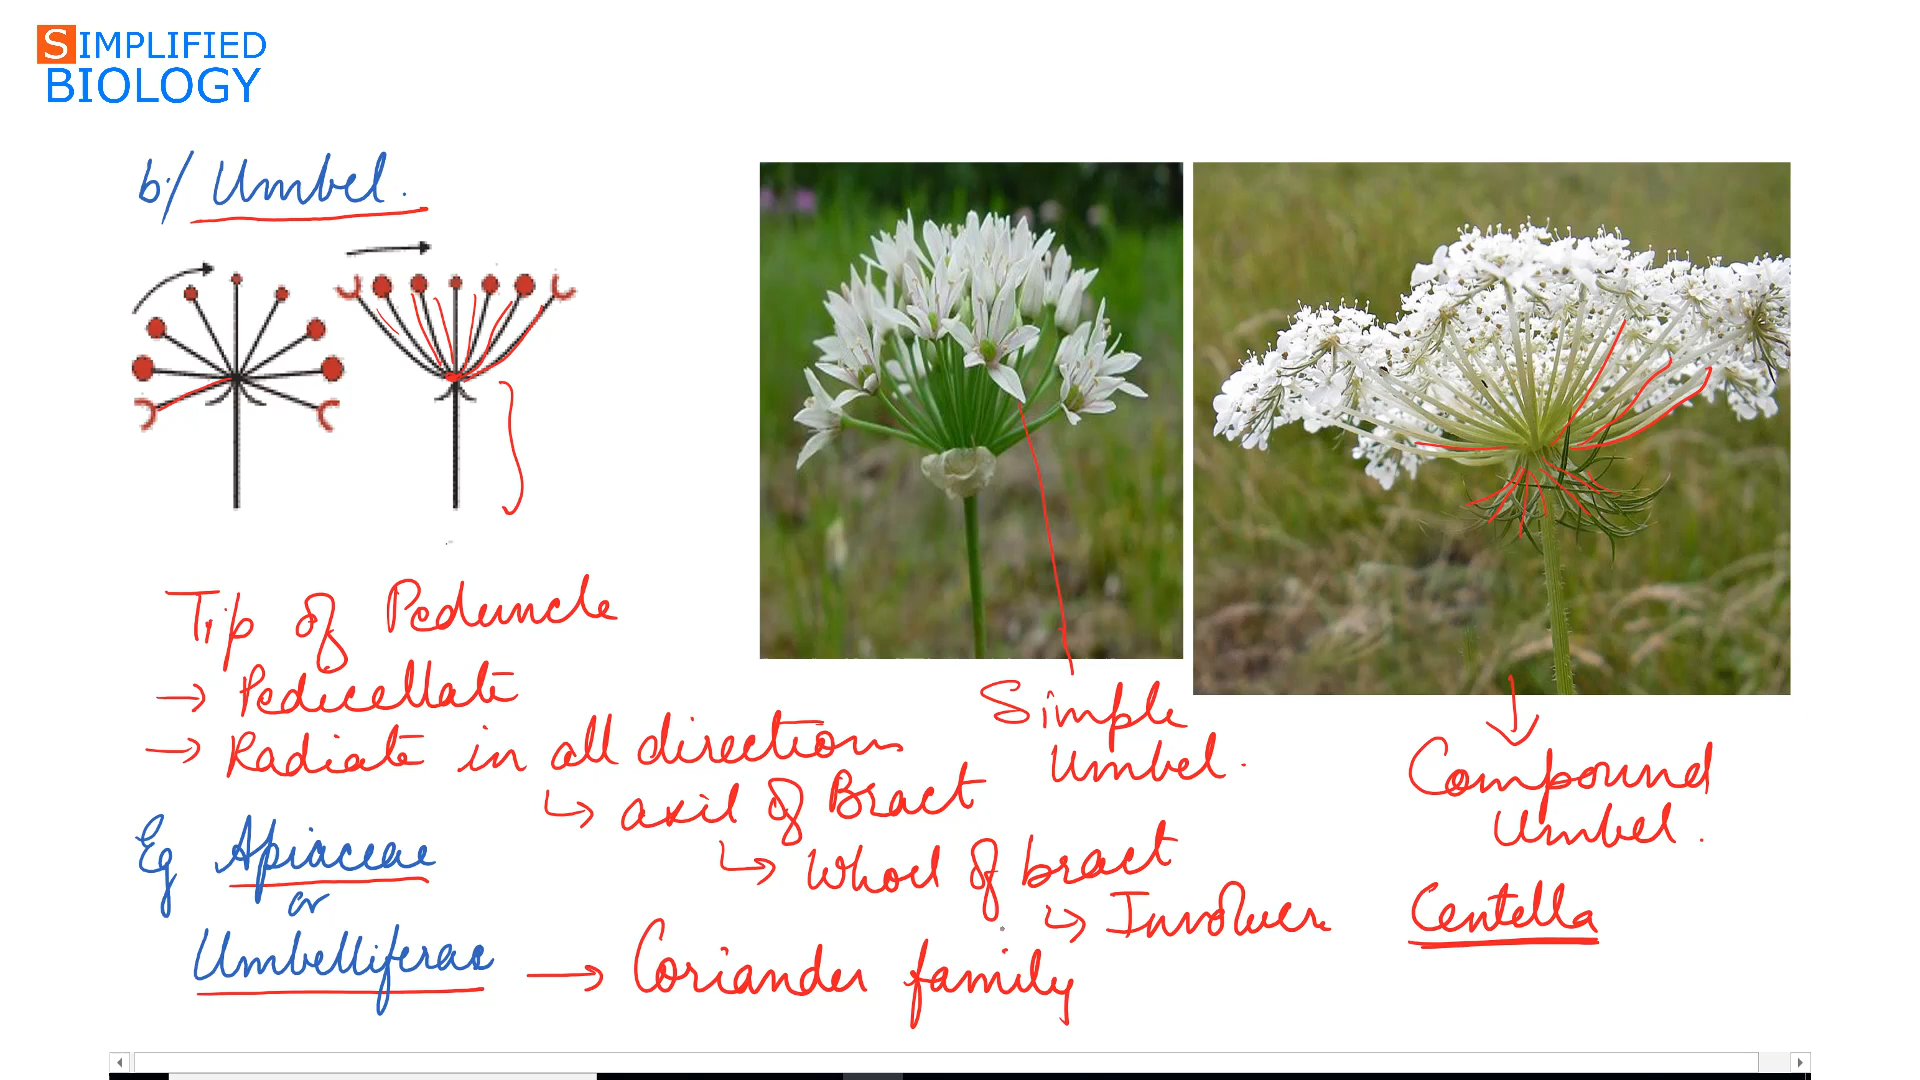 SIMPLIFIED
BIOLOGY
b/ Umbel.
Tip of Peduncle
→ Pedicellate
→ Radiate in all directions
↳ axil of Bract
↳ Whorl of bract
↳ Involucre
Eg Apiaceae
or
Umbelliferae → Coriander family
Simple
Umbel.
Compound
Umbel.
Centella